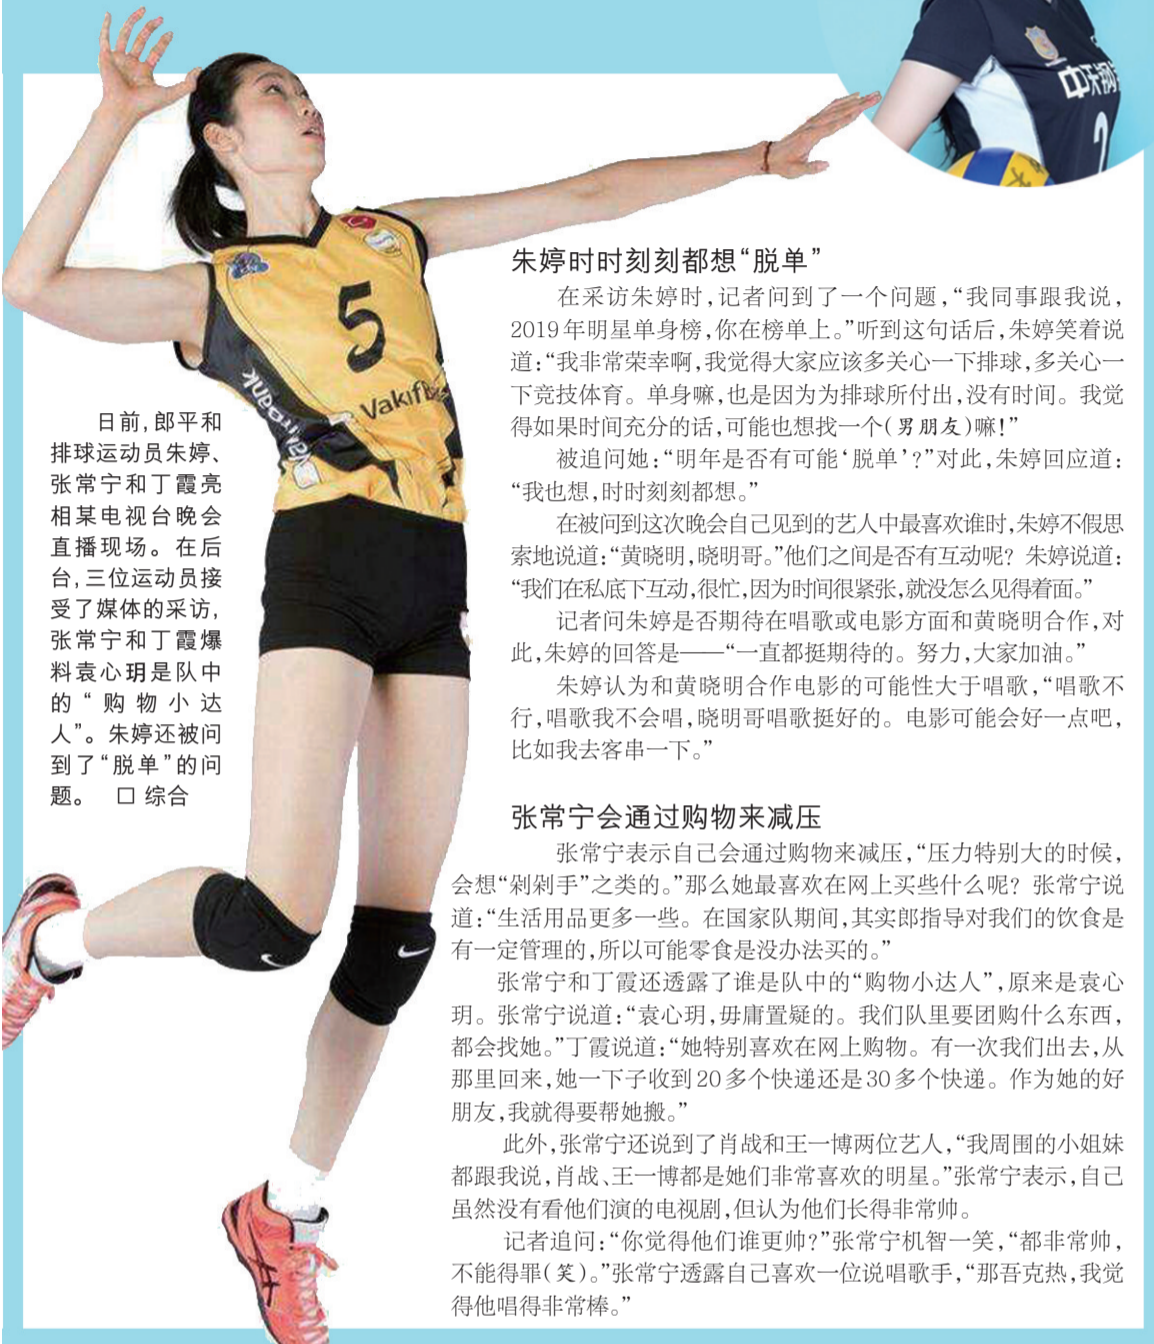 中天钢
2
5
VakıfB
日前，郎平和
排球运动员朱婷、
张常宁和丁霞亮
相某电视台晚会
直播现场。在后
台，三位运动员接
受了媒体的采访，
张常宁和丁霞爆
料袁心玥是队中
的“购物小达
人”。朱婷还被问
到了“脱单”的问
题。 □ 综合
朱婷时时刻刻都想“脱单”
在采访朱婷时，记者问到了一个问题，“我同事跟我说，
2019年明星单身榜，你在榜单上。”听到这句话后，朱婷笑着说
道：“我非常荣幸啊，我觉得大家应该多关心一下排球，多关心一
下竞技体育。单身嘛，也是因为为排球所付出，没有时间。我觉
得如果时间充分的话，可能也想找一个（男朋友）嘛！”
被追问她：“明年是否有可能‘脱单’？”对此，朱婷回应道：
“我也想，时时刻刻都想。”
在被问到这次晚会自己见到的艺人中最喜欢谁时，朱婷不假思
索地说道：“黄晓明，晓明哥。”他们之间是否有互动呢？朱婷说道：
“我们在私底下互动，很忙，因为时间很紧张，就没怎么见得着面。”
记者问朱婷是否期待在唱歌或电影方面和黄晓明合作，对
此，朱婷的回答是——“一直都挺期待的。努力，大家加油。”
朱婷认为和黄晓明合作电影的可能性大于唱歌，“唱歌不
行，唱歌我不会唱，晓明哥唱歌挺好的。电影可能会好一点吧，
比如我去客串一下。”
张常宁会通过购物来减压
张常宁表示自己会通过购物来减压，“压力特别大的时候，
会想“剁剁手”之类的。”那么她最喜欢在网上买些什么呢？张常宁说
道：“生活用品更多一些。在国家队期间，其实郎指导对我们的饮食是
有一定管理的，所以可能零食是没办法买的。”
张常宁和丁霞还透露了谁是队中的“购物小达人”，原来是袁心
玥。张常宁说道：“袁心玥，毋庸置疑的。我们队里要团购什么东西，
都会找她。”丁霞说道：“她特别喜欢在网上购物。有一次我们出去，从
那里回来，她一下子收到20多个快递还是30多个快递。作为她的好
朋友，我就得要帮她搬。”
此外，张常宁还说到了肖战和王一博两位艺人，“我周围的小姐妹
都跟我说，肖战、王一博都是她们非常喜欢的明星。”张常宁表示，自己
虽然没有看他们演的电视剧，但认为他们长得非常帅。
记者追问：“你觉得他们谁更帅？”张常宁机智一笑，“都非常帅，
不能得罪（笑）。”张常宁透露自己喜欢一位说唱歌手，“那吾克热，我觉
得他唱得非常棒。”